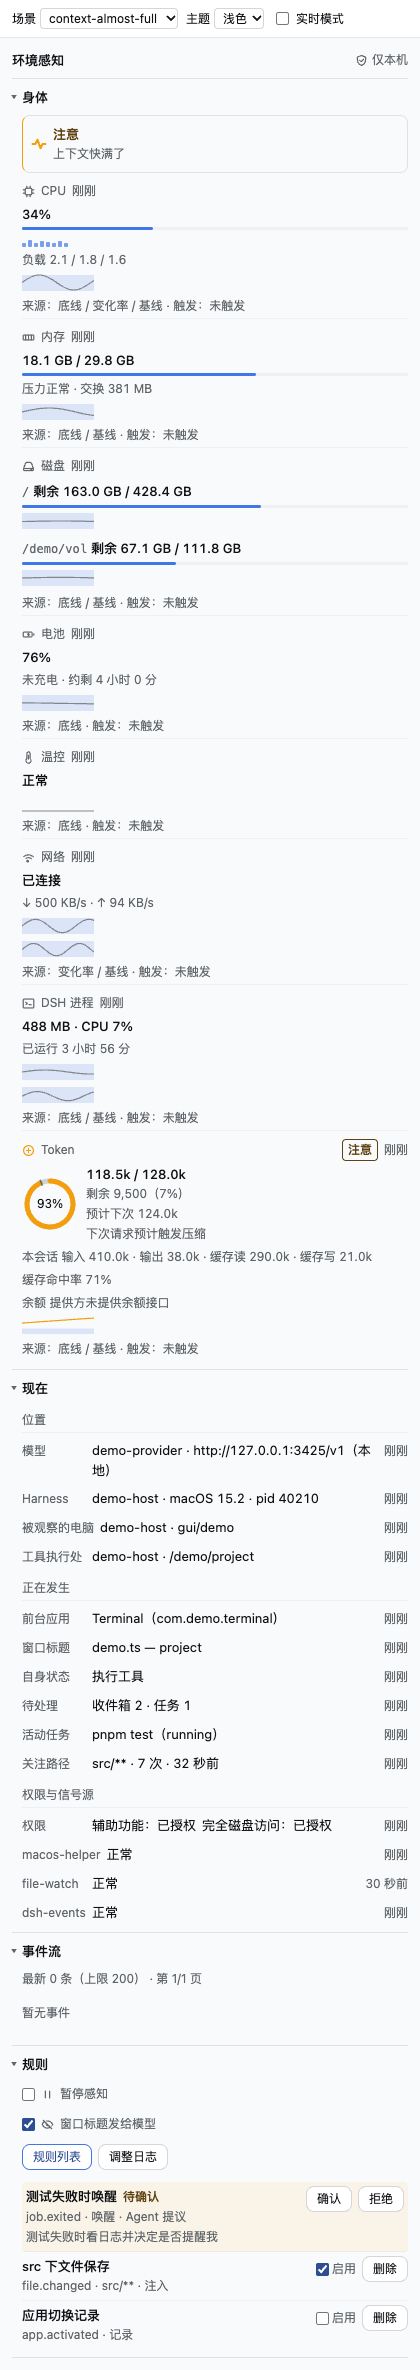 场景 context-almost-full 主题 浅色 实时模式
环境感知 仅本机
身体
注意
上下文快满了
CPU 刚刚
34%
负载 2.1 / 1.8 / 1.6
来源：底线 / 变化率 / 基线 · 触发：未触发
内存 刚刚
18.1 GB / 29.8 GB
压力正常 · 交换 381 MB
来源：底线 / 基线 · 触发：未触发
磁盘 刚刚
/ 剩余 163.0 GB / 428.4 GB
/demo/vol 剩余 67.1 GB / 111.8 GB
来源：底线 / 基线 · 触发：未触发
电池 刚刚
76%
未充电 · 约剩 4 小时 0 分
来源：底线 · 触发：未触发
温控 刚刚
正常
来源：底线 · 触发：未触发
网络 刚刚
已连接
↓ 500 KB/s · ↑ 94 KB/s
来源：变化率 / 基线 · 触发：未触发
DSH 进程 刚刚
488 MB · CPU 7%
已运行 3 小时 56 分
来源：底线 / 基线 · 触发：未触发
Token 注意 刚刚
93%
118.5k / 128.0k
剩余 9,500（7%）
预计下次 124.0k
下次请求预计触发压缩
本会话 输入 410.0k · 输出 38.0k · 缓存读 290.0k · 缓存写 21.0k
缓存命中率 71%
余额 提供方未提供余额接口
来源：底线 / 基线 · 触发：未触发
现在
位置
模型 demo-provider · http://127.0.0.1:3425/v1（本 刚刚
地）
Harness demo-host · macOS 15.2 · pid 40210 刚刚
被观察的电脑 demo-host · gui/demo 刚刚
工具执行处 demo-host · /demo/project 刚刚
正在发生
前台应用 Terminal（com.demo.terminal） 刚刚
窗口标题 demo.ts — project 刚刚
自身状态 执行工具 刚刚
待处理 收件箱 2 · 任务 1 刚刚
活动任务 pnpm test（running） 刚刚
关注路径 src/** · 7 次 · 32 秒前 刚刚
权限与信号源
权限 辅助功能：已授权 完全磁盘访问：已授权 刚刚
macos-helper 正常 刚刚
file-watch 正常 30 秒前
dsh-events 正常 刚刚
事件流
最新 0 条（上限 200） · 第 1/1 页
暂无事件
规则
暂停感知
窗口标题发给模型
规则列表 调整日志
测试失败时唤醒 待确认 确认 拒绝
job.exited · 唤醒 · Agent 提议
测试失败时看日志并决定是否提醒我
src 下文件保存 启用 删除
file.changed · src/** · 注入
应用切换记录 启用 删除
app.activated · 记录